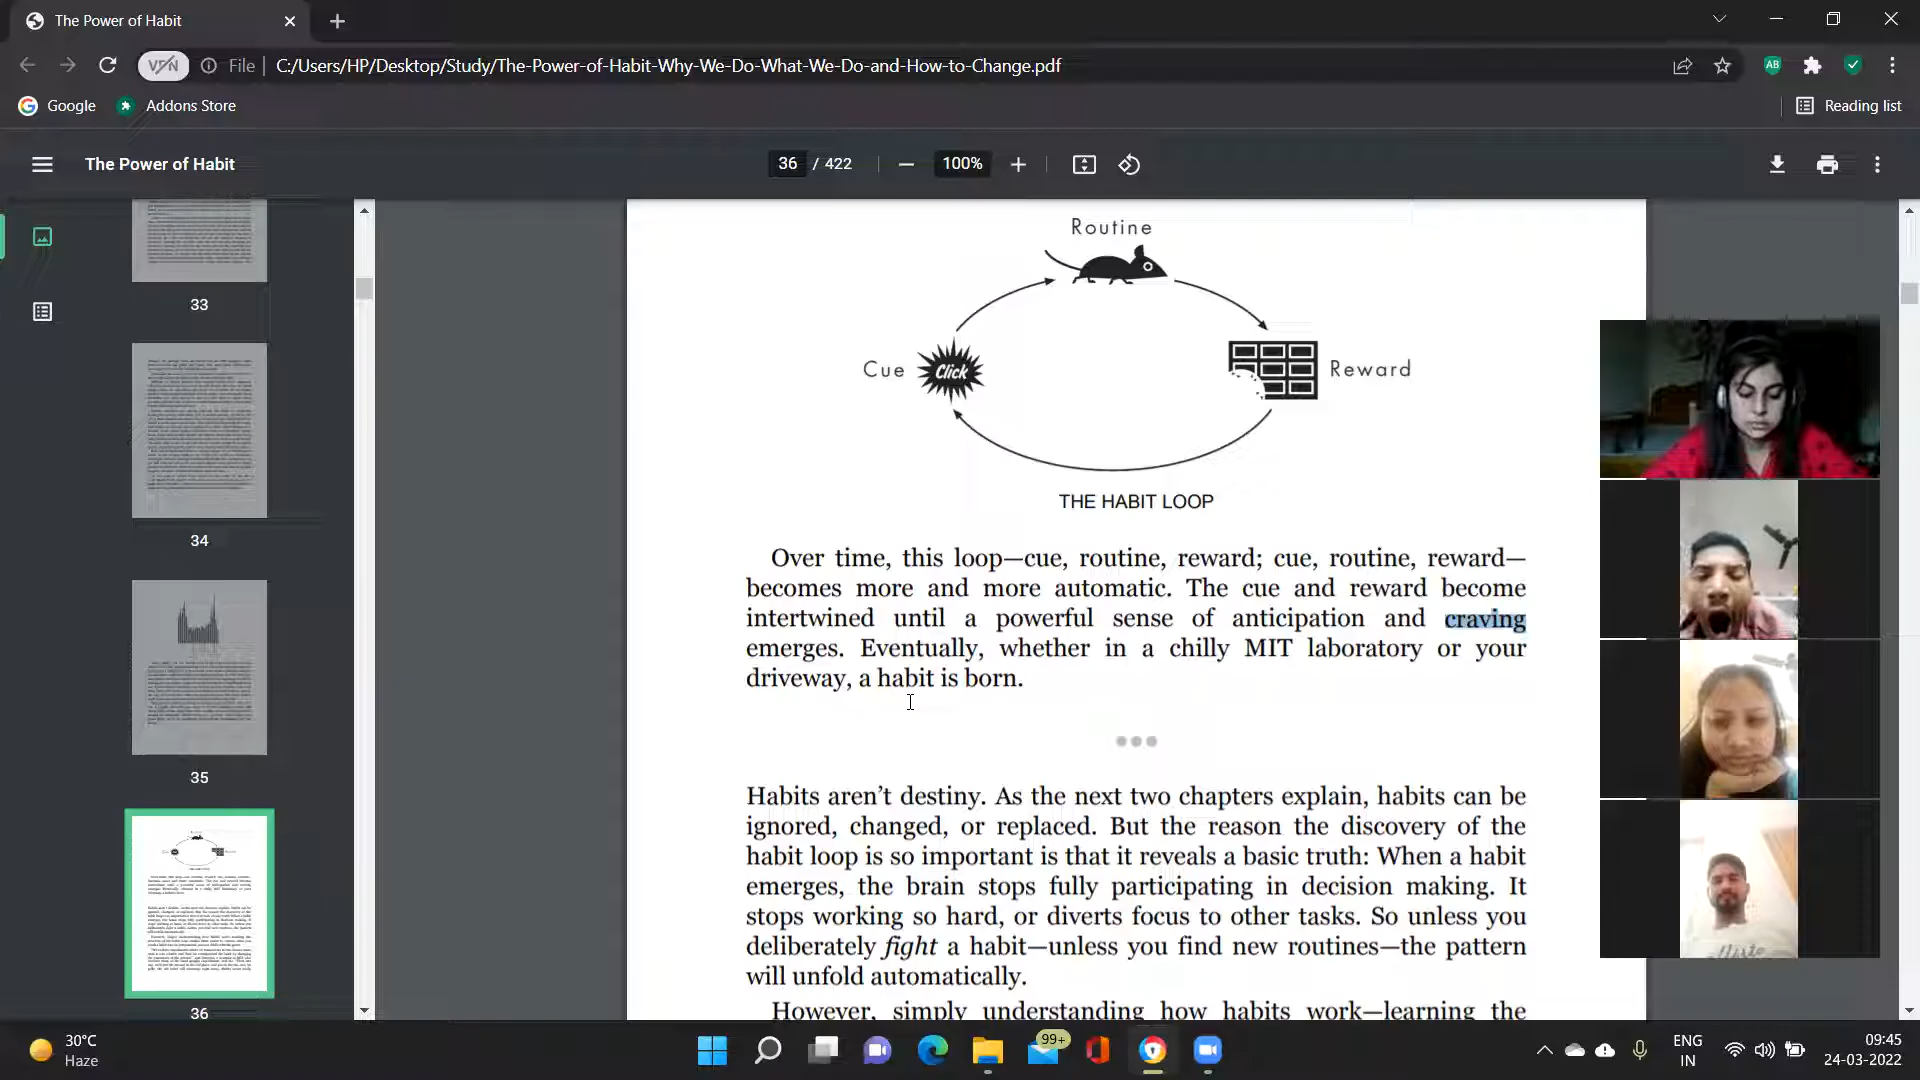 The Power of Habit
VPN
File
C:/Users/HP/Desktop/Study/The-Power-of-Habit-Why-We-Do-What-We-Do-and-How-to-Change.pdf
AB
Google
Addons Store
Reading list
The Power of Habit
36 / 422
100%
33
34
35
36
Routine
Cue
Click
Reward
THE HABIT LOOP
Over time, this loop—cue, routine, reward; cue, routine, reward—
becomes more and more automatic. The cue and reward become
intertwined until a powerful sense of anticipation and craving
emerges. Eventually, whether in a chilly MIT laboratory or your
driveway, a habit is born.
Habits aren’t destiny. As the next two chapters explain, habits can be
ignored, changed, or replaced. But the reason the discovery of the
habit loop is so important is that it reveals a basic truth: When a habit
emerges, the brain stops fully participating in decision making. It
stops working so hard, or diverts focus to other tasks. So unless you
deliberately fight a habit—unless you find new routines—the pattern
will unfold automatically.
However, simply understanding how habits work—learning the
30°C
Haze
99+
ENG
IN
09:45
24-03-2022